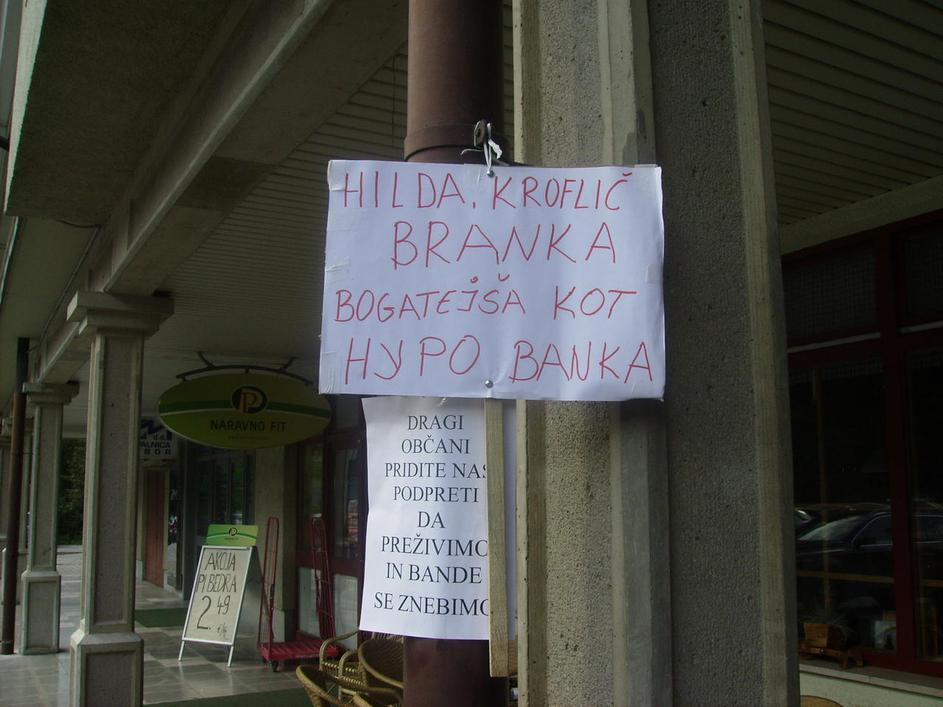 HILDA, KROFLIČ
BRANKA
BOGATEJŠA KOT
HYPO BANKA
DRAGI
OBČANI
PRIDITE NAS
PODPRETI
DA
PREŽIVIMO
IN BANDE
SE ZNEBIMO
P
NARAVNO FIT
AKCIJA
PI BEDRA
2.49